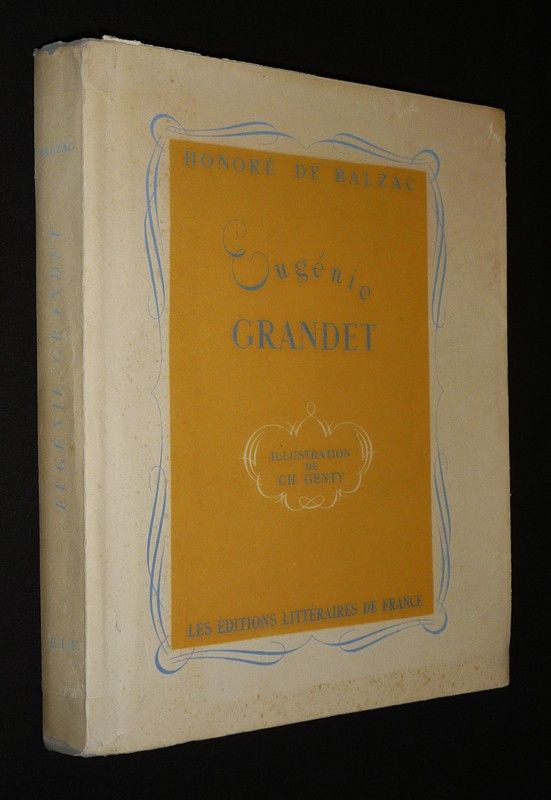 BALZAC
EUGÉNIE GRANDET
E.L.F.
HONORÉ DE BALZAC
Eugénie
GRANDET
ILLUSTRATION
DE
CH. GENTY
LES ÉDITIONS LITTÉRAIRES DE FRANCE